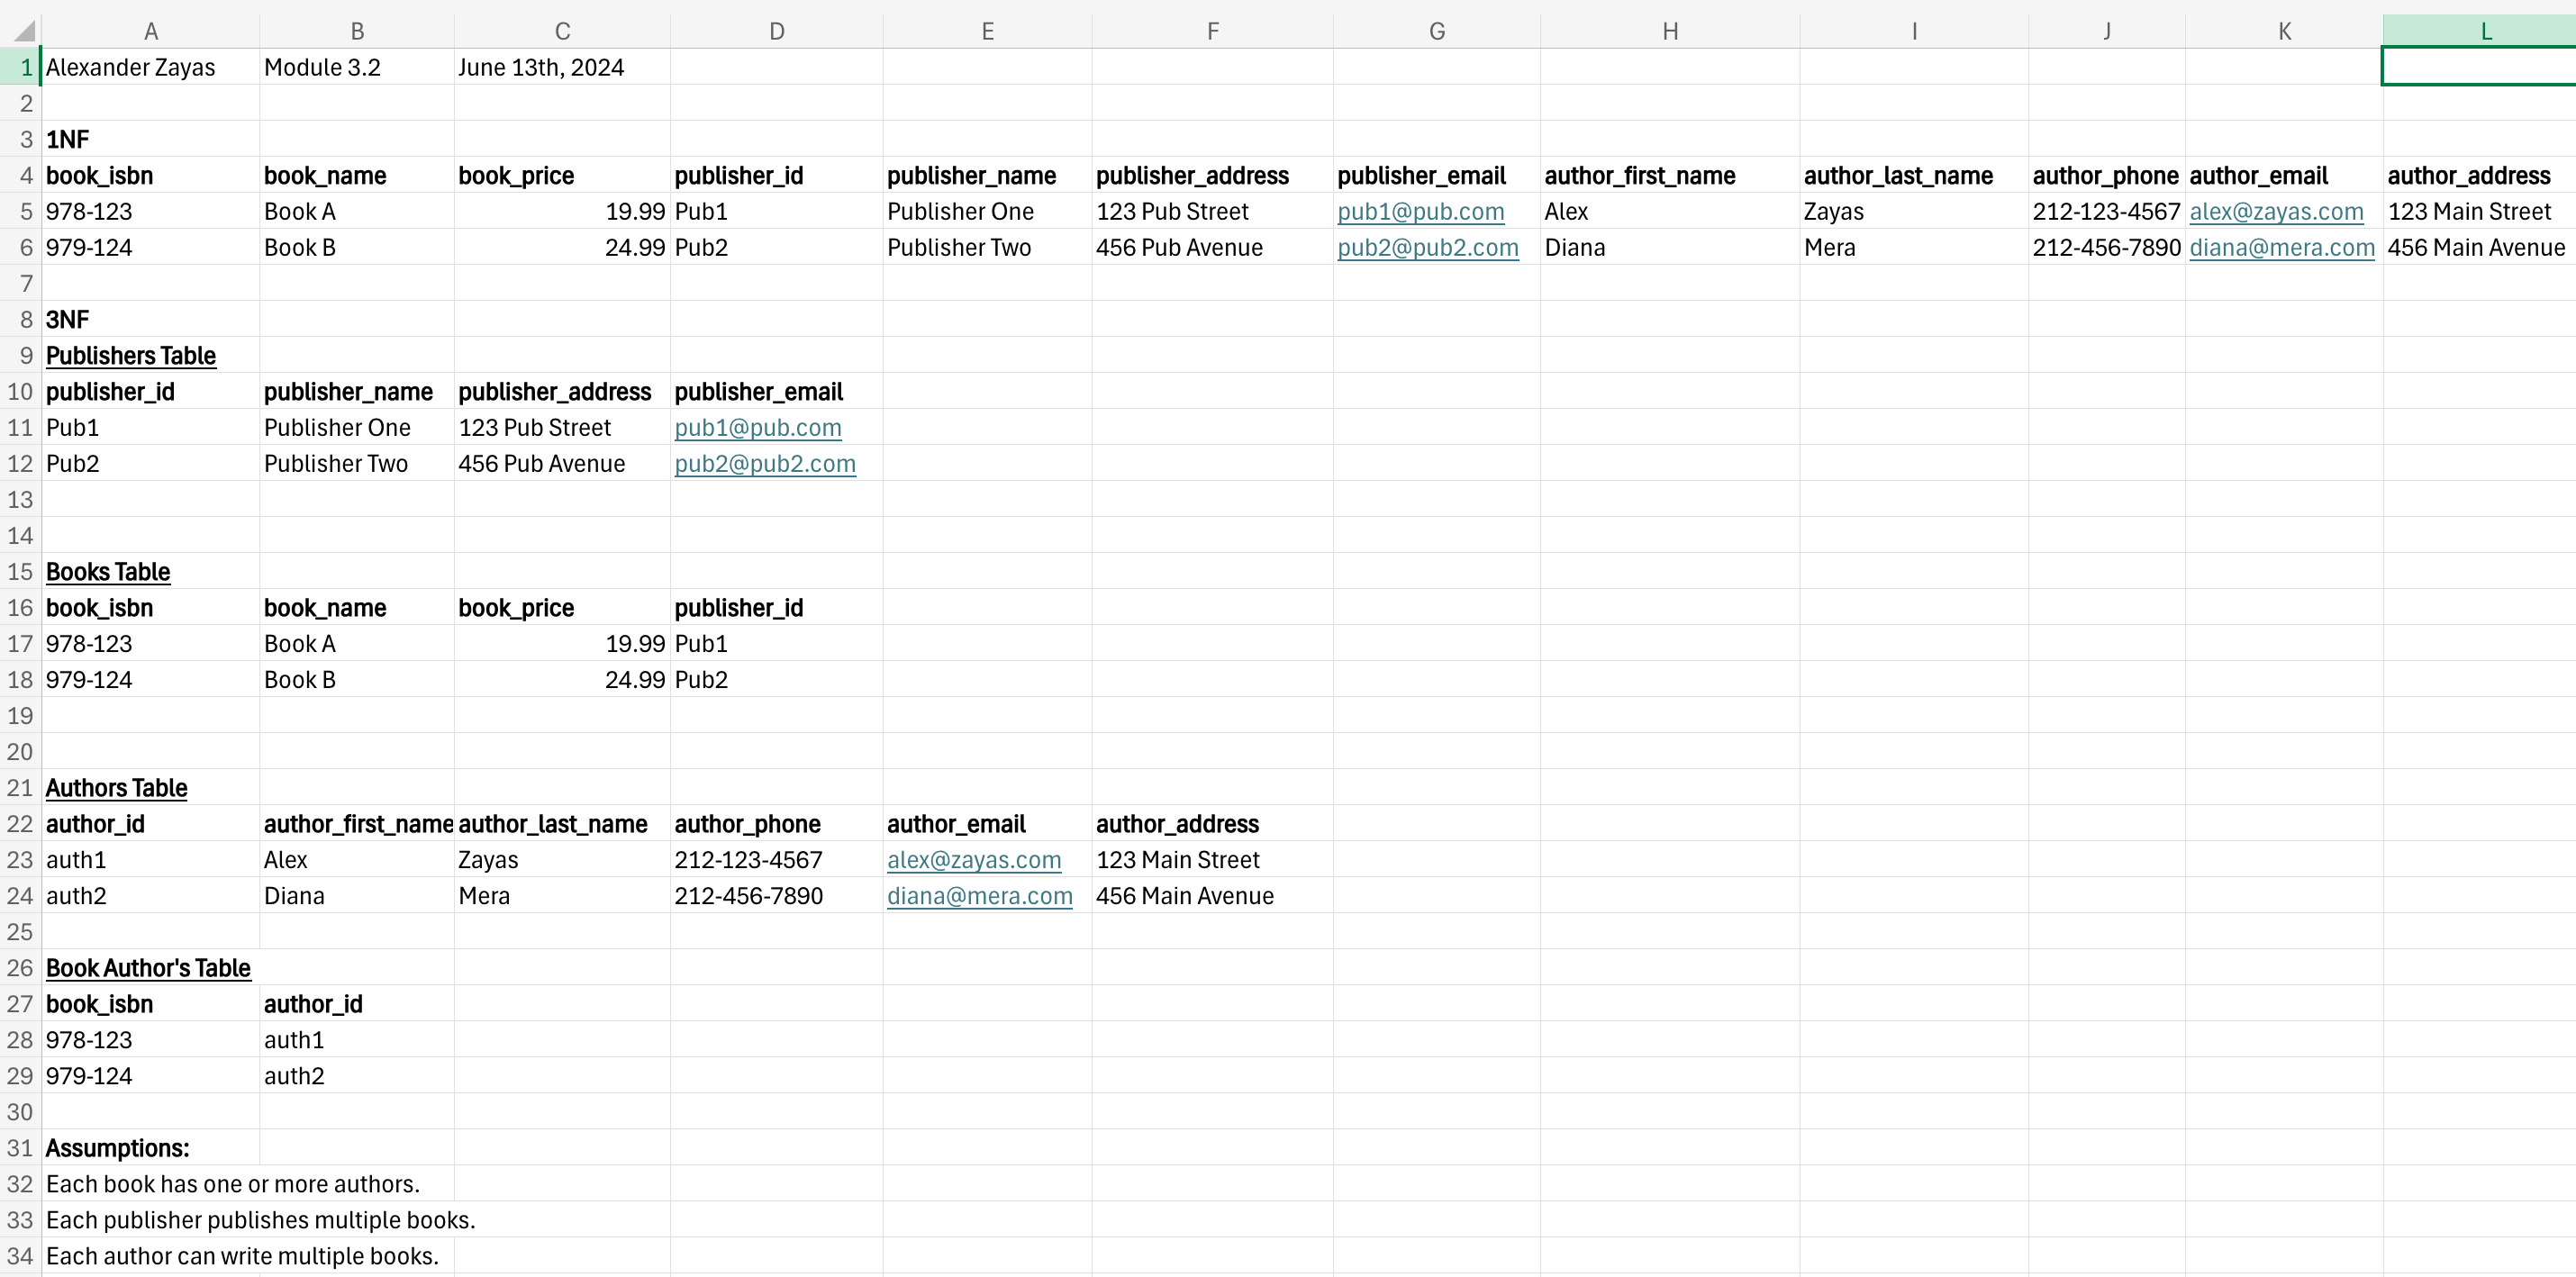 A B C D E F G H I J K L
1 Alexander Zayas Module 3.2 June 13th, 2024
2
3 1NF
4 book_isbn book_name book_price publisher_id publisher_name publisher_address publisher_email author_first_name author_last_name author_phone author_email author_address
5 978-123 Book A 19.99 Pub1 Publisher One 123 Pub Street pub1@pub.com Alex Zayas 212-123-4567 alex@zayas.com 123 Main Street
6 979-124 Book B 24.99 Pub2 Publisher Two 456 Pub Avenue pub2@pub2.com Diana Mera 212-456-7890 diana@mera.com 456 Main Avenue
7
8 3NF
9 Publishers Table
10 publisher_id publisher_name publisher_address publisher_email
11 Pub1 Publisher One 123 Pub Street pub1@pub.com
12 Pub2 Publisher Two 456 Pub Avenue pub2@pub2.com
13
14
15 Books Table
16 book_isbn book_name book_price publisher_id
17 978-123 Book A 19.99 Pub1
18 979-124 Book B 24.99 Pub2
19
20
21 Authors Table
22 author_id author_first_name author_last_name author_phone author_email author_address
23 auth1 Alex Zayas 212-123-4567 alex@zayas.com 123 Main Street
24 auth2 Diana Mera 212-456-7890 diana@mera.com 456 Main Avenue
25
26 Book Author's Table
27 book_isbn author_id
28 978-123 auth1
29 979-124 auth2
30
31 Assumptions:
32 Each book has one or more authors.
33 Each publisher publishes multiple books.
34 Each author can write multiple books.